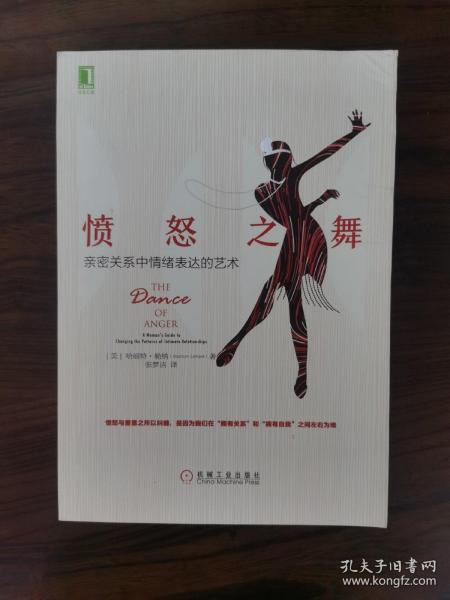 愤怒之舞
亲密关系中情绪表达的艺术
THE
Dance
OF
ANGER
A Woman's Guide to
Changing the Patterns of Intimate Relationships
[美] 哈丽特·勒纳 (Harriet Lerner) 著
张梦洁 译
愤怒与爱意之所以纠缠，是因为我们在“拥有关系”和“拥有自我”之间左右为难
机械工业出版社
China Machine Press
孔夫子旧书网
www.kongfz.com